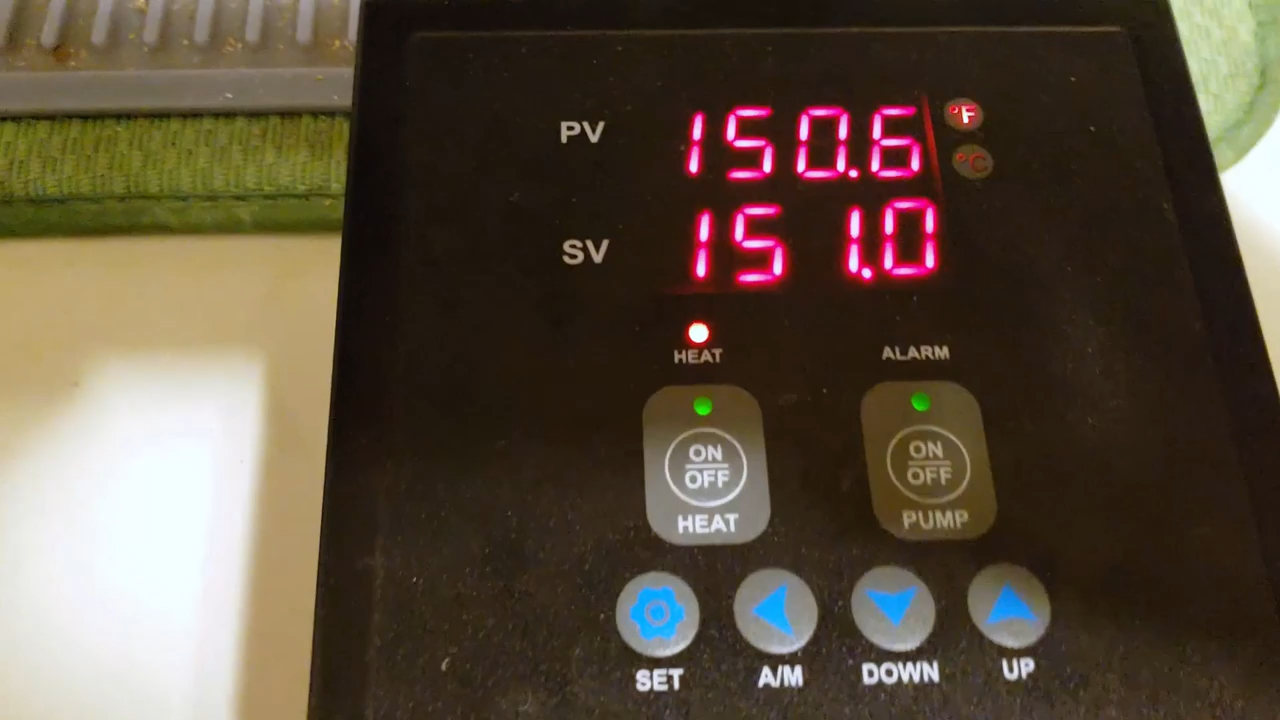 PV 150.6 °F
°C
SV 151.0
HEAT ALARM
ON ON
OFF OFF
HEAT PUMP
SET A/M DOWN UP